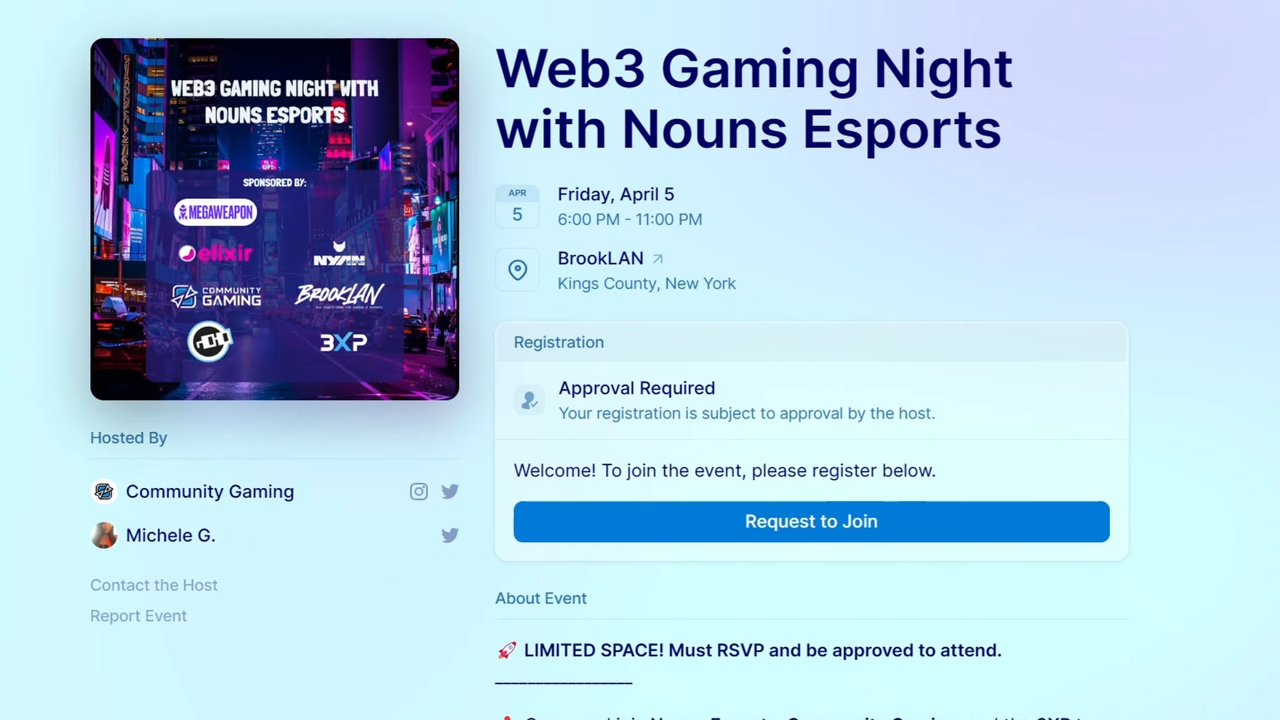 WEB3 GAMING NIGHT WITH
NOUNS ESPORTS
SPONSORED BY:
MEGAWEAPON
elixir
NYAN
COMMUNITY
GAMING
BROOKLAN
3XP
Hosted By
Community Gaming
Michele G.
Contact the Host
Report Event
Web3 Gaming Night
with Nouns Esports
APR
5
Friday, April 5
6:00 PM - 11:00 PM
BrookLAN
Kings County, New York
Registration
Approval Required
Your registration is subject to approval by the host.
Welcome! To join the event, please register below.
Request to Join
About Event
🚀 LIMITED SPACE! Must RSVP and be approved to attend.